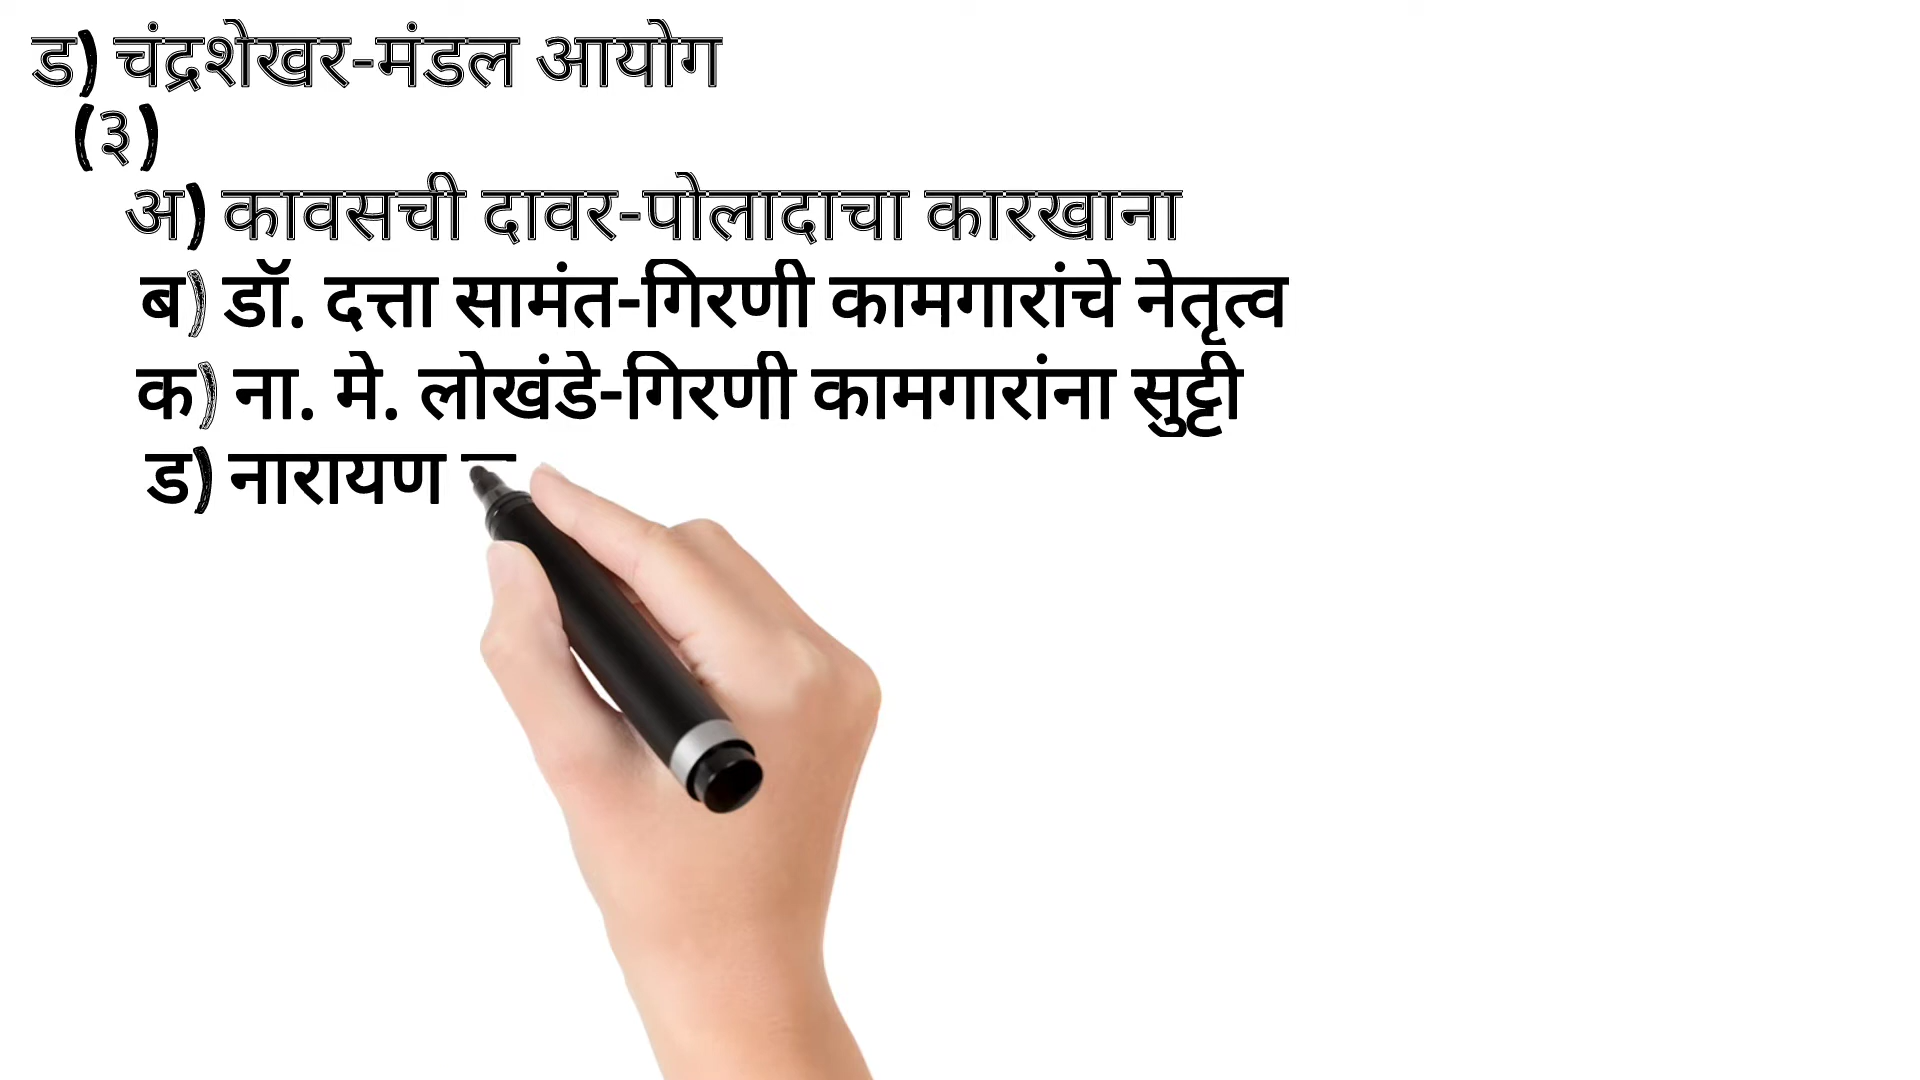 ड) चंद्रशेखर-मंडल आयोग
(३)
अ) कावसची दावर-पोलादाचा कारखाना
ब) डॉ. दत्ता सामंत-गिरणी कामगारांचे नेतृत्व
क) ना. मे. लोखंडे-गिरणी कामगारांना सुट्टी
ड) नारायण